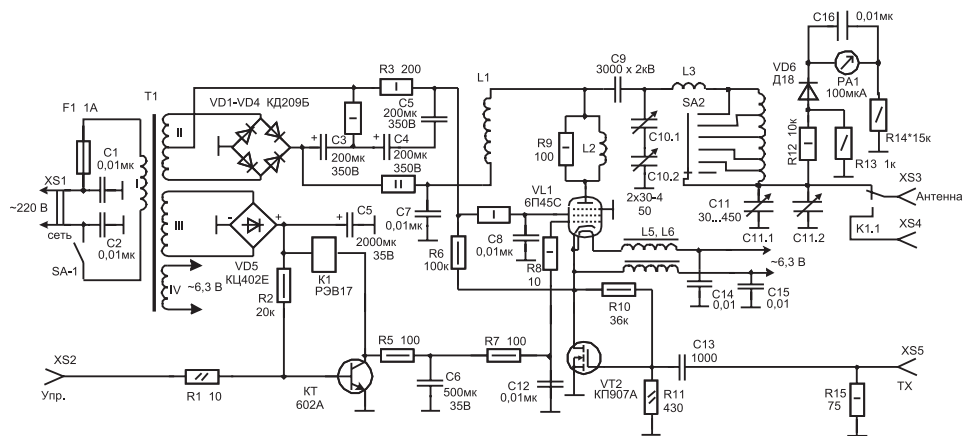 C16
0,01мк
VD6
Д18
PA1
100мкА
R14*15к
R12 10к
R13 1к
T1
F1 1А
VD1-VD4 КД209Б
II
R3 200
C5
200мк
350В
C3
200мк
350В
C4
200мк
350В
L1
C9
3000 x 2кВ
L3
SA2
R9
100
L2
C10.1
C10.2
2x30-4
50
VL1
6П45С
C11
30...450
C11.1
C11.2
XS3
Антенна
XS4
K1.1
C1
0,01мк
I
XS1
~220 В
сеть
C2
0,01мк
SA-1
III
VD5
КЦ402Е
C5
2000мк
35В
K1
РЭВ17
IV
~6,3 В
R2
20к
C7
0,01мк
R6
100к
C8
0,01мк
R8
10
L5, L6
~6,3 В
C14
0,01
C15
0,01
R10
36к
XS2
Упр.
R1 10
КТ
602А
R5 100
C6
500мк
35В
R7 100
C12
0,01мк
VT2
КП907А
R11
430
C13
1000
R15
75
XS5
TX